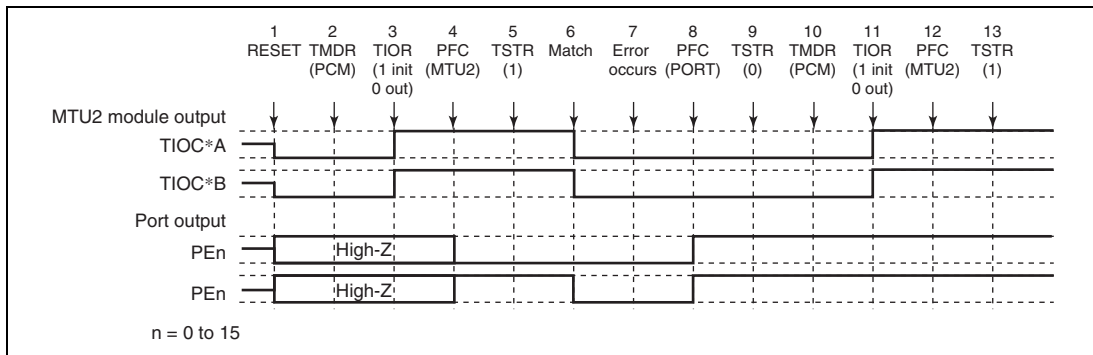 1 2 3 4 5 6 7 8 9 10 11 12 13
RESET TMDR TIOR PFC TSTR Match Error PFC TSTR TMDR TIOR PFC TSTR
(PCM) (1 init (MTU2) (1) occurs (PORT) (0) (PCM) (1 init (MTU2) (1)
0 out) 0 out)
MTU2 module output
TIOC*A
TIOC*B
Port output
PEn High-Z
PEn High-Z
n = 0 to 15